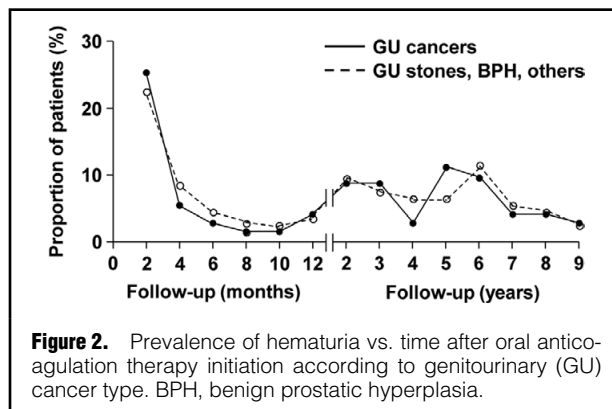 30
20
10
0
Proportion of patients (%)
GU cancers
GU stones, BPH, others
0 2 4 6 8 10 12 2 3 4 5 6 7 8 9
Follow-up (months) Follow-up (years)
Figure 2. Prevalence of hematuria vs. time after oral antico-
agulation therapy initiation according to genitourinary (GU)
cancer type. BPH, benign prostatic hyperplasia.